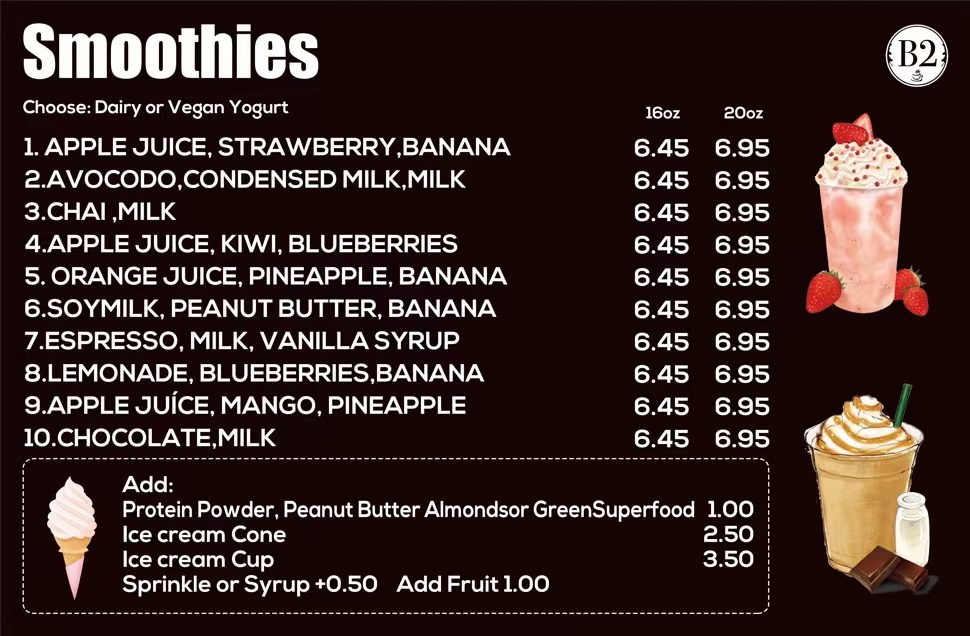 Smoothies
B2
Choose: Dairy or Vegan Yogurt
16oz 20oz
1. APPLE JUICE, STRAWBERRY,BANANA 6.45 6.95
2.AVOCODO,CONDENSED MILK,MILK 6.45 6.95
3.CHAI ,MILK 6.45 6.95
4.APPLE JUICE, KIWI, BLUEBERRIES 6.45 6.95
5. ORANGE JUICE, PINEAPPLE, BANANA 6.45 6.95
6.SOYMILK, PEANUT BUTTER, BANANA 6.45 6.95
7.ESPRESSO, MILK, VANILLA SYRUP 6.45 6.95
8.LEMONADE, BLUEBERRIES,BANANA 6.45 6.95
9.APPLE JUÍCE, MANGO, PINEAPPLE 6.45 6.95
10.CHOCOLATE,MILK 6.45 6.95
Add:
Protein Powder, Peanut Butter Almondsor GreenSuperfood 1.00
Ice cream Cone 2.50
Ice cream Cup 3.50
Sprinkle or Syrup +0.50 Add Fruit 1.00